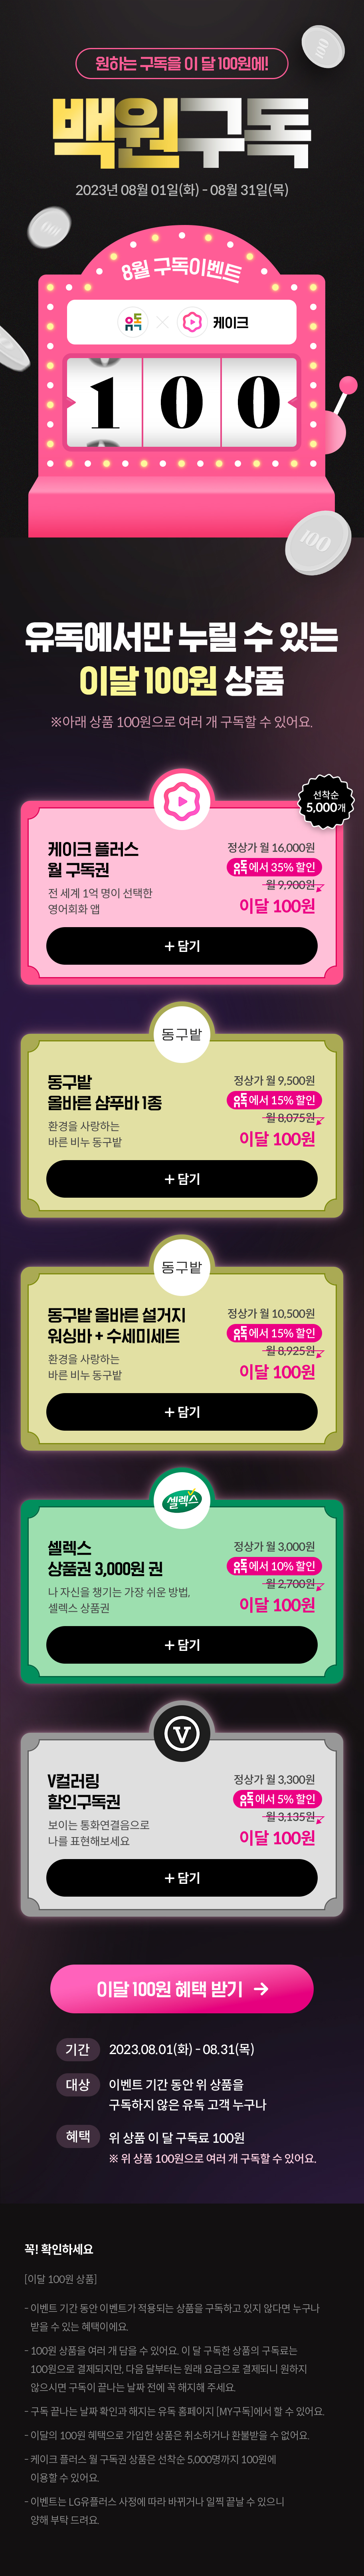 원하는 구독을 이 달 100원에!
백원구독
2023년 08월 01일(화) - 08월 31일(목)
100
100
8월 구독이벤트
유독 × 케이크
1 0 0
100
유독에서만 누릴 수 있는
이달 100원 상품
※아래 상품 100원으로 여러 개 구독할 수 있어요.
선착순
5,000개
케이크 플러스
월 구독권
전 세계 1억 명이 선택한
영어회화 앱
정상가 월 16,000원
유독에서 35% 할인
월 9,900원
이달 100원
+ 담기
동구밭
동구밭
올바른 샴푸바 1종
환경을 사랑하는
바른 비누 동구밭
정상가 월 9,500원
유독에서 15% 할인
월 8,075원
이달 100원
+ 담기
동구밭
동구밭 올바른 설거지
워싱바 + 수세미세트
환경을 사랑하는
바른 비누 동구밭
정상가 월 10,500원
유독에서 15% 할인
월 8,925원
이달 100원
+ 담기
셀렉스
셀렉스
상품권 3,000원 권
나 자신을 챙기는 가장 쉬운 방법,
셀렉스 상품권
정상가 월 3,000원
유독에서 10% 할인
월 2,700원
이달 100원
+ 담기
V
V컬러링
할인구독권
보이는 통화연결음으로
나를 표현해보세요
정상가 월 3,300원
유독에서 5% 할인
월 3,135원
이달 100원
+ 담기
이달 100원 혜택 받기 →
기간 2023.08.01(화) - 08.31(목)
대상 이벤트 기간 동안 위 상품을
구독하지 않은 유독 고객 누구나
혜택 위 상품 이 달 구독료 100원
※ 위 상품 100원으로 여러 개 구독할 수 있어요.
꼭! 확인하세요
[이달 100원 상품]
- 이벤트 기간 동안 이벤트가 적용되는 상품을 구독하고 있지 않다면 누구나
받을 수 있는 혜택이에요.
- 100원 상품을 여러 개 담을 수 있어요. 이 달 구독한 상품의 구독료는
100원으로 결제되지만, 다음 달부터는 원래 요금으로 결제되니 원하지
않으시면 구독이 끝나는 날짜 전에 꼭 해지해 주세요.
- 구독 끝나는 날짜 확인과 해지는 유독 홈페이지 [MY구독]에서 할 수 있어요.
- 이달의 100원 혜택으로 가입한 상품은 취소하거나 환불받을 수 없어요.
- 케이크 플러스 월 구독권 상품은 선착순 5,000명까지 100원에
이용할 수 있어요.
- 이벤트는 LG유플러스 사정에 따라 바뀌거나 일찍 끝날 수 있으니
양해 부탁 드려요.